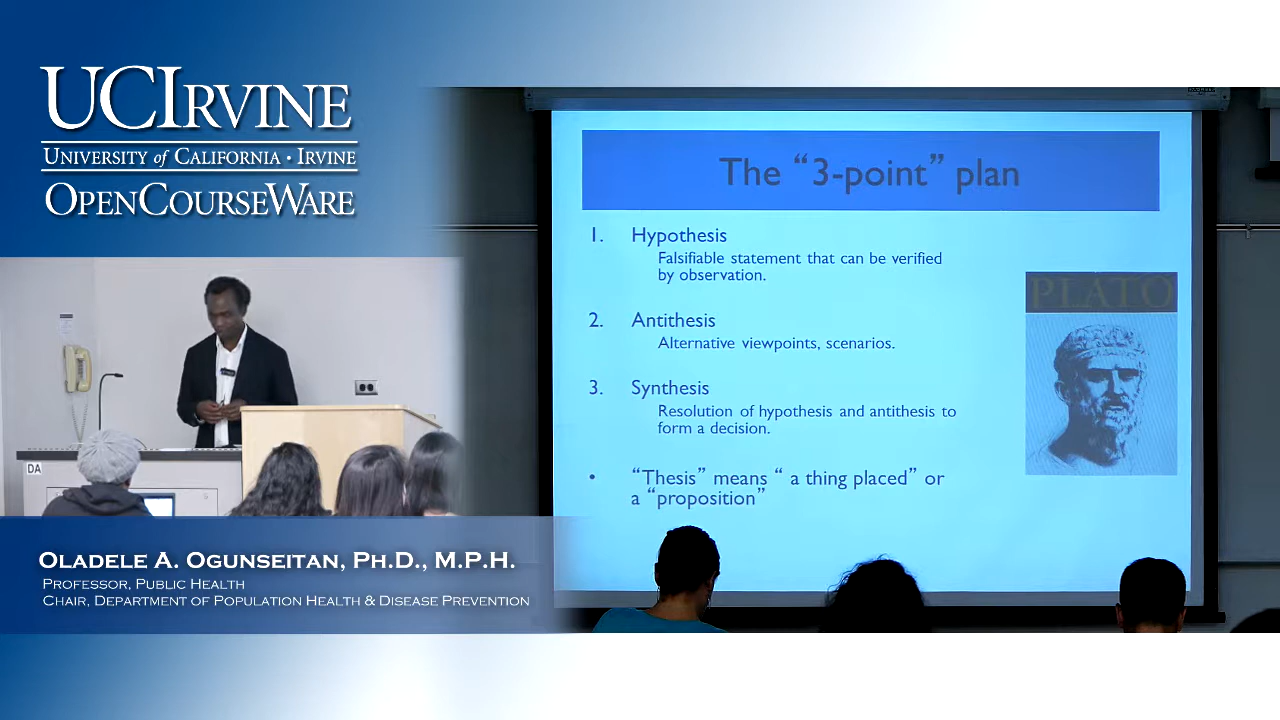 UCIRVINE
UNIVERSITY of CALIFORNIA · IRVINE
OPENCOURSEWARE
The “3-point” plan
1. Hypothesis
Falsifiable statement that can be verified
by observation.
2. Antithesis
Alternative viewpoints, scenarios.
3. Synthesis
Resolution of hypothesis and antithesis to
form a decision.
• “Thesis” means “ a thing placed” or
a “proposition”
PLATO
DA
OLADELE A. OGUNSEITAN, PH.D., M.P.H.
PROFESSOR, PUBLIC HEALTH
CHAIR, DEPARTMENT OF POPULATION HEALTH & DISEASE PREVENTION